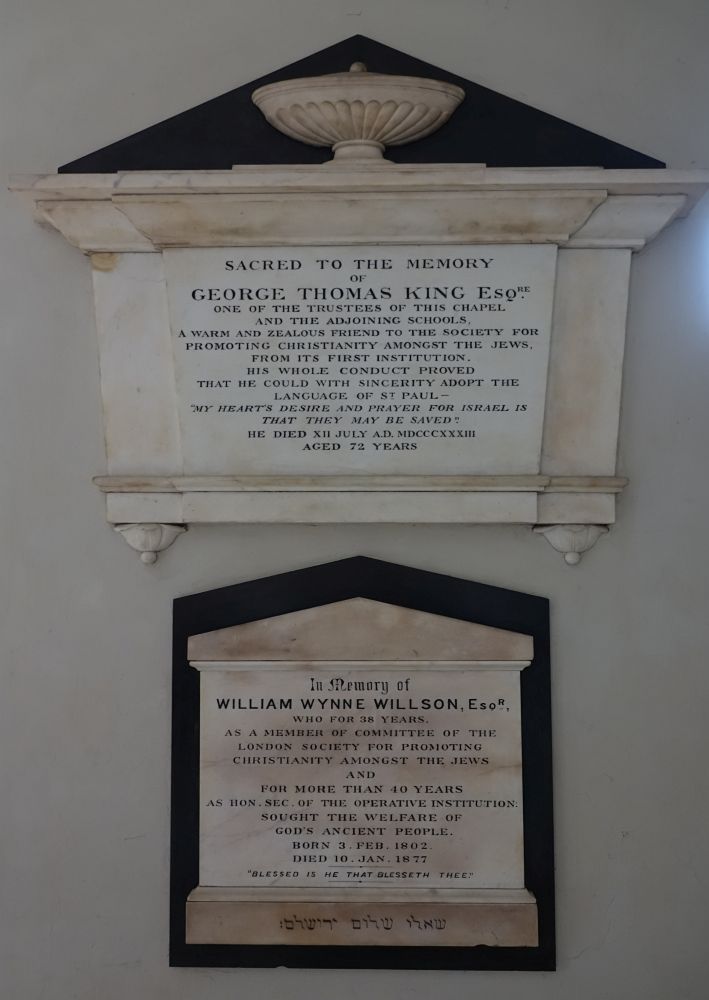 SACRED TO THE MEMORY
OF
GEORGE THOMAS KING ESQRE.
ONE OF THE TRUSTEES OF THIS CHAPEL
AND THE ADJOINING SCHOOLS,
A WARM AND ZEALOUS FRIEND TO THE SOCIETY FOR
PROMOTING CHRISTIANITY AMONGST THE JEWS,
FROM ITS FIRST INSTITUTION.
HIS WHOLE CONDUCT PROVED
THAT HE COULD WITH SINCERITY ADOPT THE
LANGUAGE OF ST PAUL—
"MY HEART'S DESIRE AND PRAYER FOR ISRAEL IS
THAT THEY MAY BE SAVED".
HE DIED XII JULY A.D. MDCCCXXXIII
AGED 72 YEARS
In Memory of
WILLIAM WYNNE WILLSON, ESQR,
WHO FOR 38 YEARS,
AS A MEMBER OF COMMITTEE OF THE
LONDON SOCIETY FOR PROMOTING
CHRISTIANITY AMONGST THE JEWS
AND
FOR MORE THAN 40 YEARS
AS HON. SEC. OF THE OPERATIVE INSTITUTION:
SOUGHT THE WELFARE OF
GOD'S ANCIENT PEOPLE.
BORN 3. FEB. 1802.
DIED 10. JAN. 1877
"BLESSED IS HE THAT BLESSETH THEE."
שאלו שלום ירושלם: